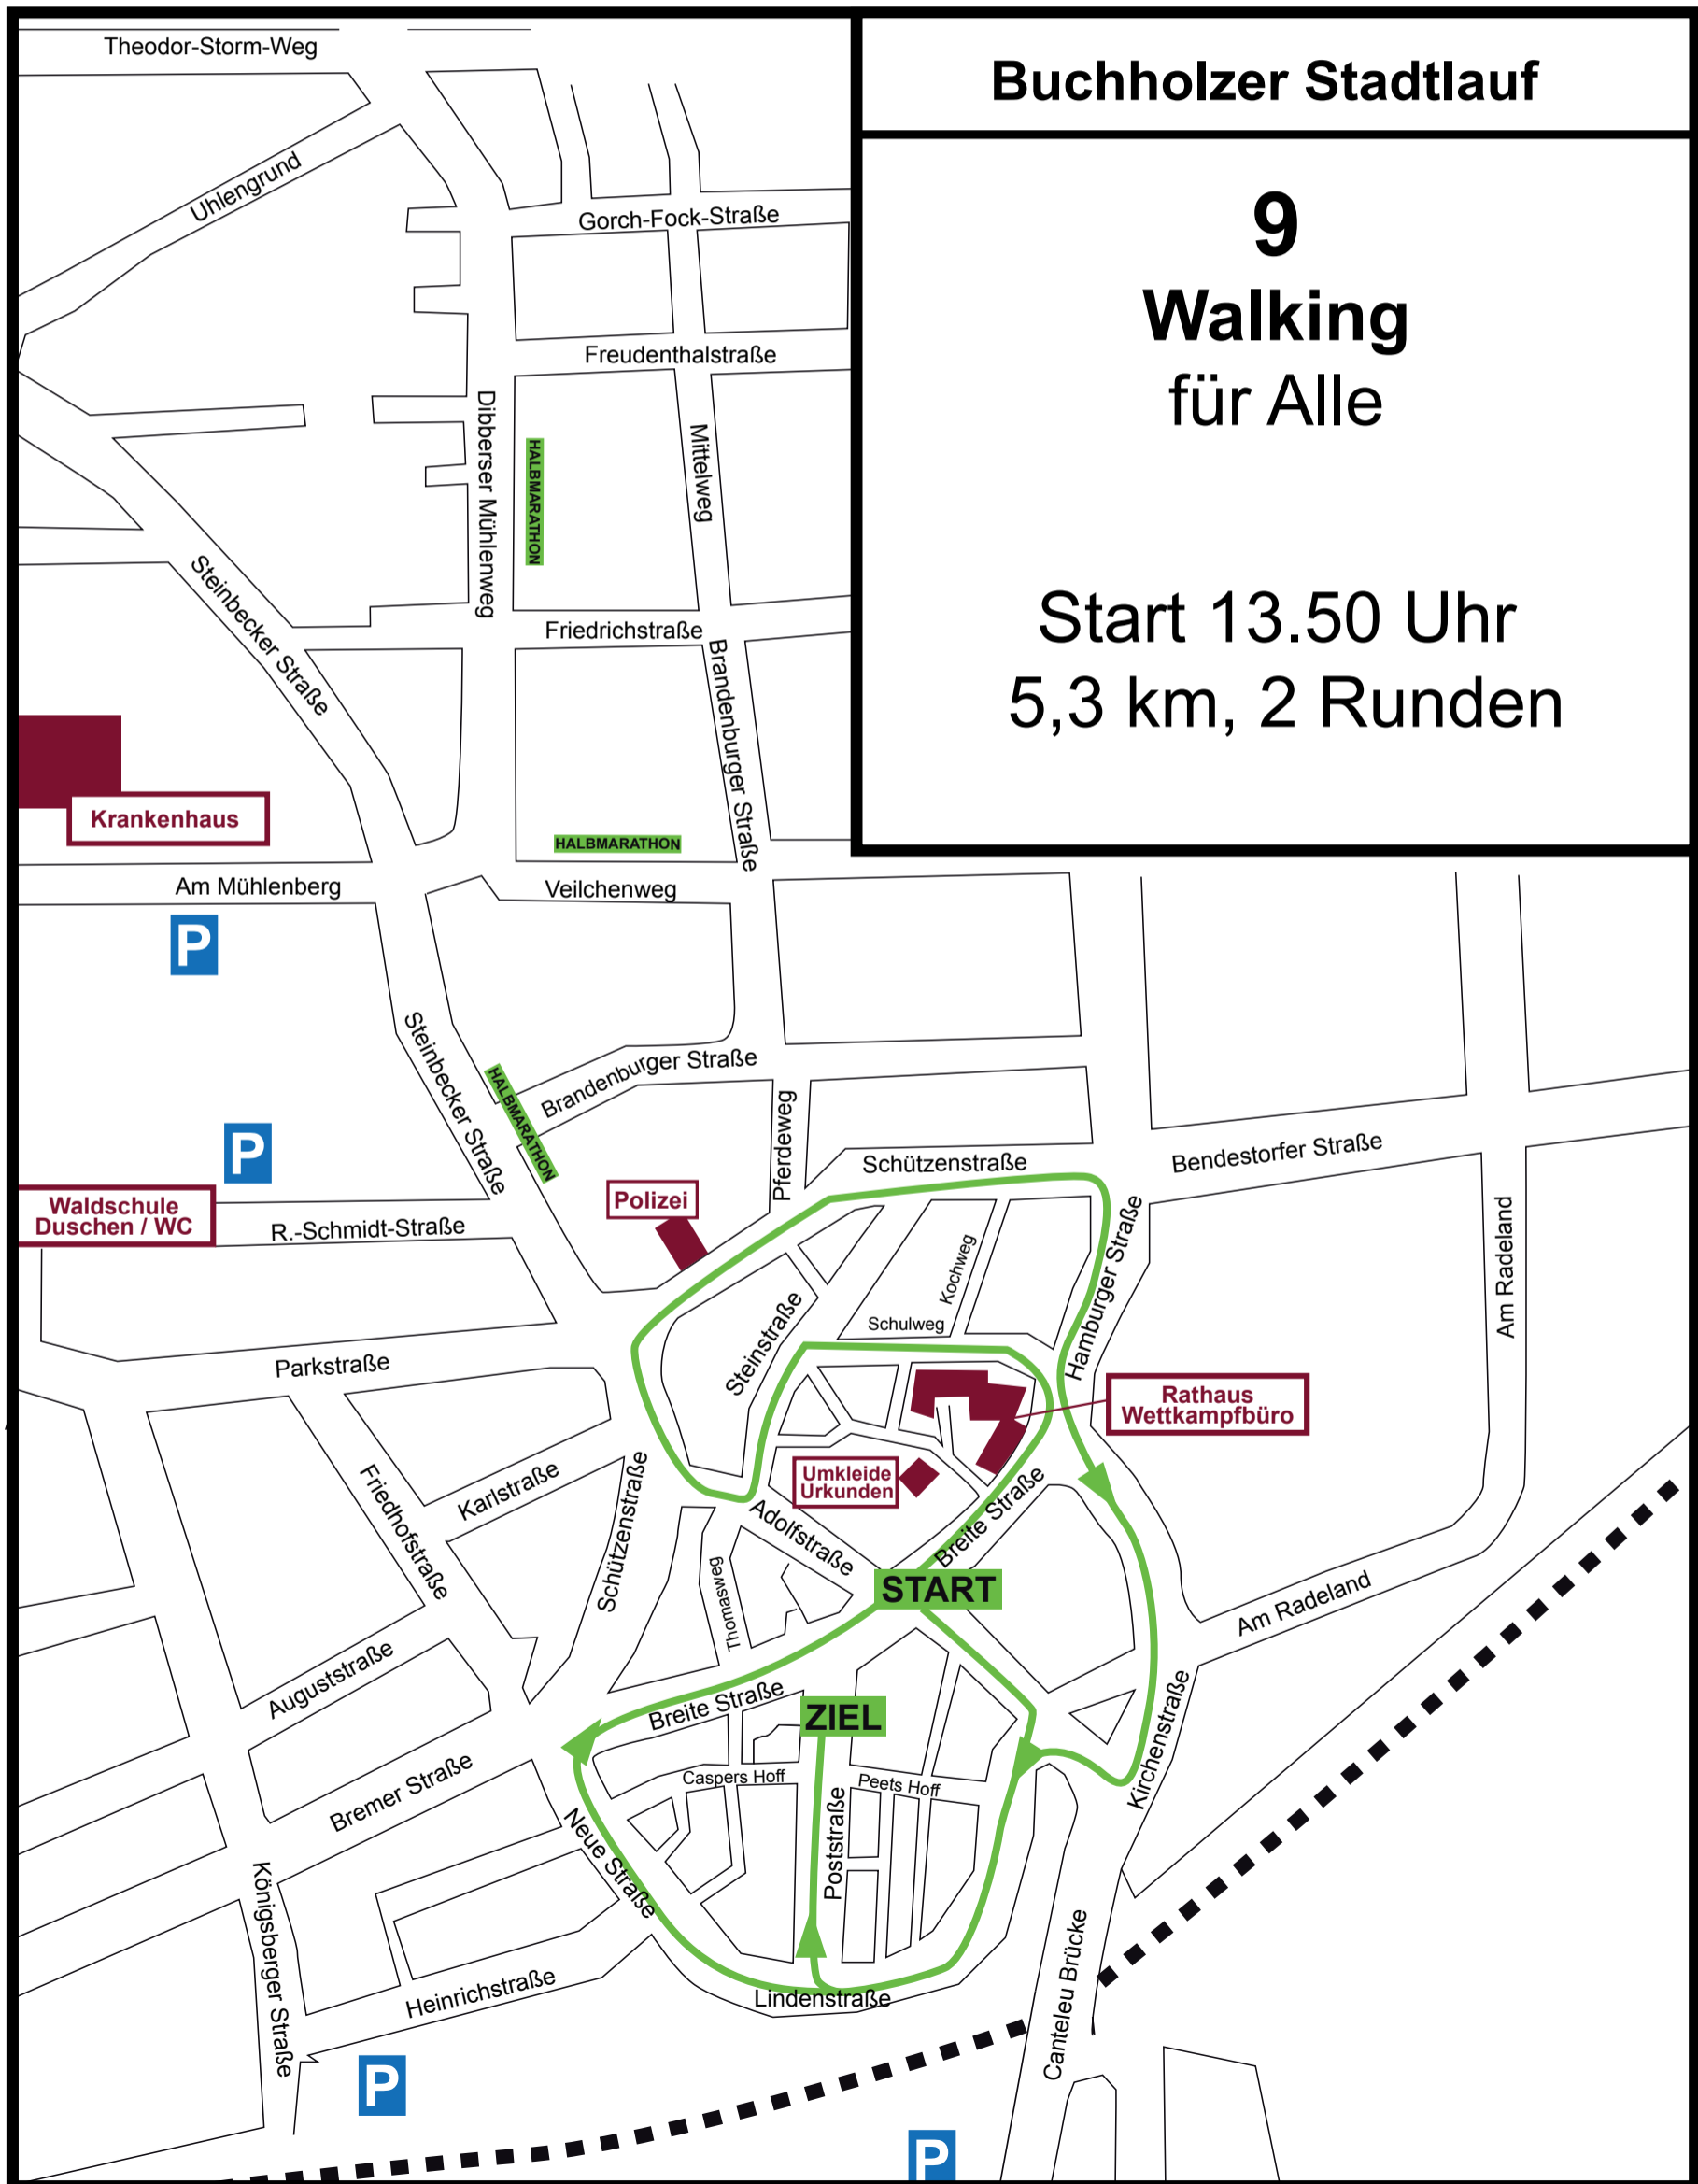 Theodor-Storm-Weg
Buchholzer Stadtlauf
9
Walking
für Alle
Start 13.50 Uhr
5,3 km, 2 Runden
Uhlengrund
Gorch-Fock-Straße
Freudenthalstraße
Dibberser Mühlenweg
HALBMARATHON
Mittelweg
Steinbecker Straße
Friedrichstraße
Brandenburger Straße
Krankenhaus
HALBMARATHON
Am Mühlenberg
Veilchenweg
P
Steinbecker Straße
HALBMARATHON
Brandenburger Straße
Pferdeweg
P
Schützenstraße
Bendestorfer Straße
Waldschule
Duschen / WC
R.-Schmidt-Straße
Polizei
Kochweg
Hamburger Straße
Am Radeland
Schulweg
Steinstraße
Parkstraße
Rathaus
Wettkampfbüro
Karlstraße
Friedhofstraße
Schützenstraße
Umkleide
Urkunden
Adolfstraße
Breite Straße
Thomasweg
START
Am Radeland
Auguststraße
Breite Straße
ZIEL
Kirchenstraße
Bremer Straße
Caspers Hoff
Peets Hoff
Neue Straße
Poststraße
Königsberger Straße
Heinrichstraße
Lindenstraße
Canteleu Brücke
P
P